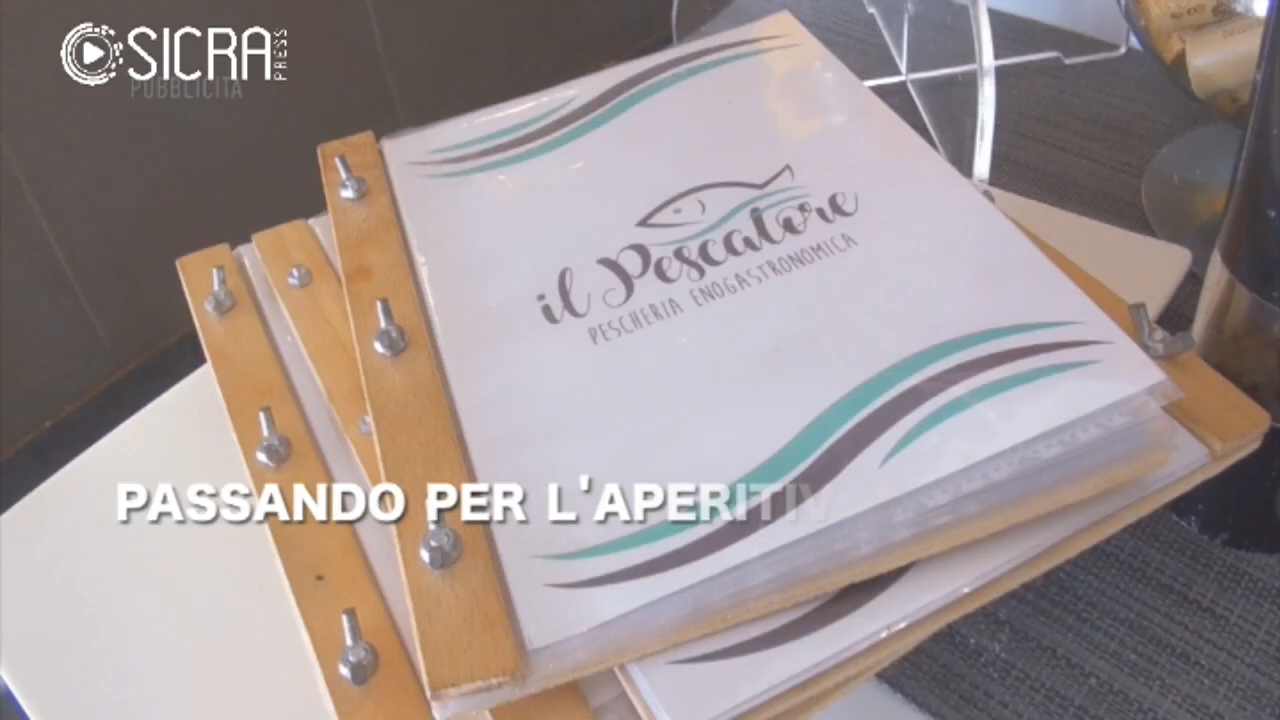 SICRA
PRESS
PUBBLICITÀ
il Pescatore
PESCHERIA ENOGASTRONOMICA
PASSANDO PER L'APERITIV